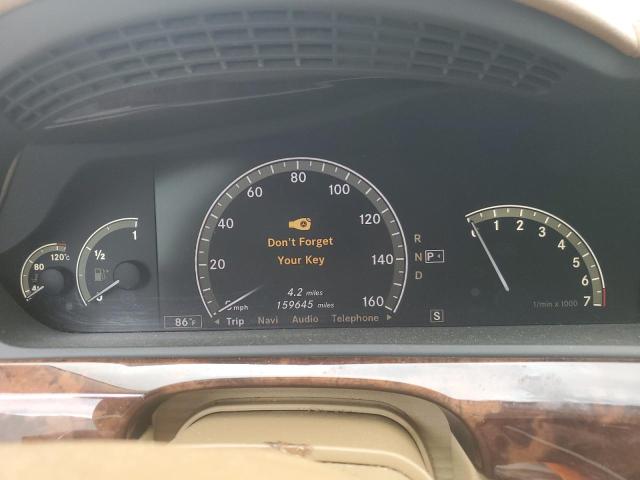 80
60
100
1
120°C
1/2
40
120
80
Don't Forget
Your Key
R
N
D
P
0 1 2 3 4 5 6 7
20
140
4.2 miles
159645 miles
0 mph
160
1/min x 1000
86°F
Trip Navi Audio Telephone
S